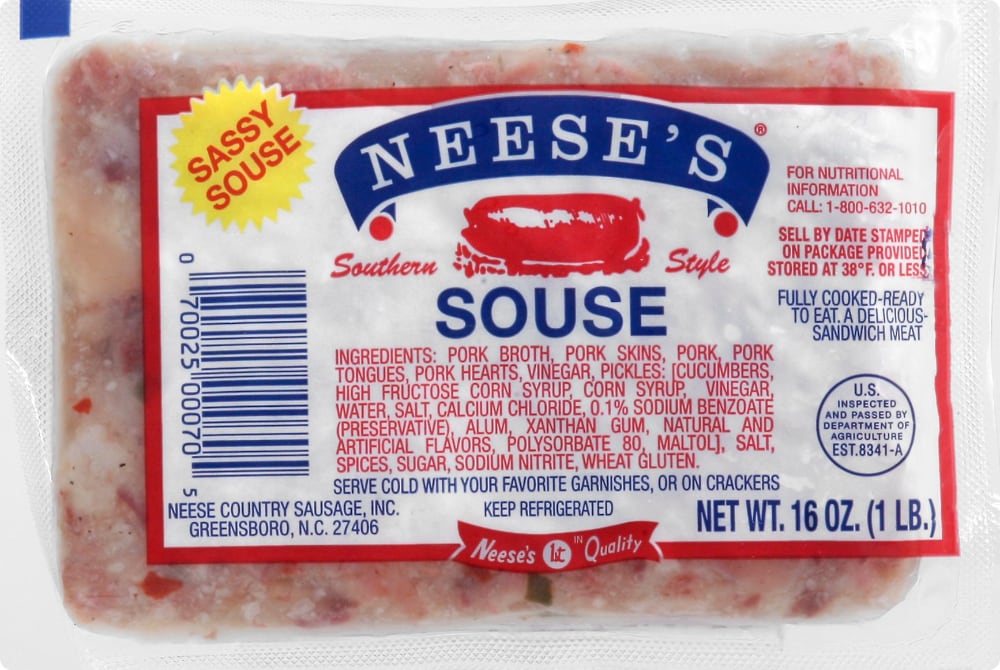 SASSY
SOUSE
NEESE'S®
Southern Style
SOUSE
FOR NUTRITIONAL
INFORMATION
CALL: 1-800-632-1010
SELL BY DATE STAMPED
ON PACKAGE PROVIDED
STORED AT 38°F. OR LESS
FULLY COOKED-READY
TO EAT. A DELICIOUS-
SANDWICH MEAT
INGREDIENTS: PORK BROTH, PORK SKINS, PORK, PORK
TONGUES, PORK HEARTS, VINEGAR, PICKLES: [CUCUMBERS,
HIGH FRUCTOSE CORN SYRUP, CORN SYRUP, VINEGAR,
WATER, SALT, CALCIUM CHLORIDE, 0.1% SODIUM BENZOATE
(PRESERVATIVE), ALUM, XANTHAN GUM, NATURAL AND
ARTIFICIAL FLAVORS, POLYSORBATE 80, MALTOL], SALT,
SPICES, SUGAR, SODIUM NITRITE, WHEAT GLUTEN.
U.S.
INSPECTED
AND PASSED BY
DEPARTMENT OF
AGRICULTURE
EST.8341-A
0 70025 00070 5
SERVE COLD WITH YOUR FAVORITE GARNISHES, OR ON CRACKERS
NEESE COUNTRY SAUSAGE, INC.
GREENSBORO, N.C. 27406
KEEP REFRIGERATED
NET WT. 16 OZ. (1 LB.)
Neese's 1st IN Quality